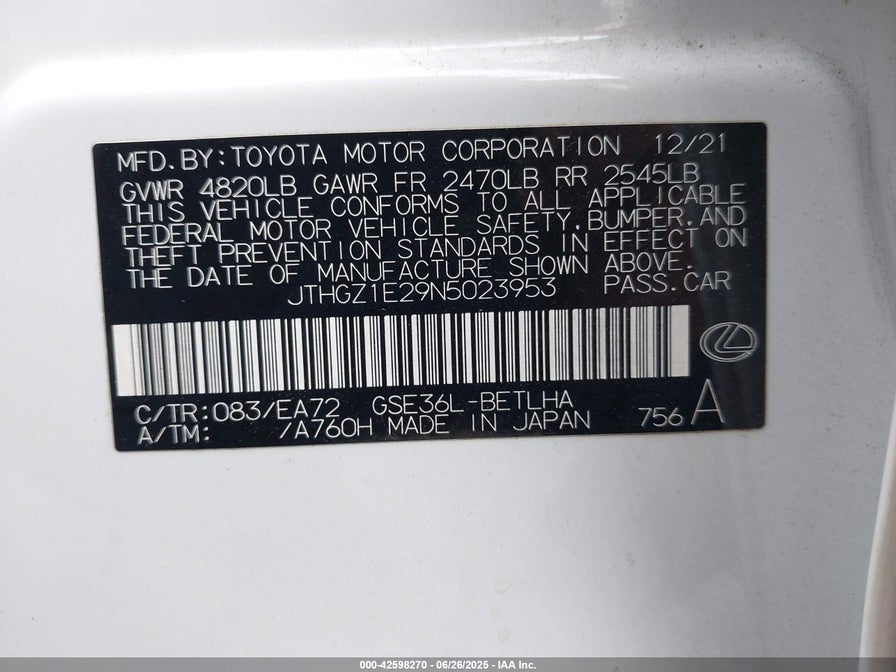 MFD.BY:TOYOTA MOTOR CORPORATION 12/21
GVWR 4820LB GAWR FR 2470LB RR 2545LB
THIS VEHICLE CONFORMS TO ALL APPLICABLE
FEDERAL MOTOR VEHICLE SAFETY,BUMPER,AND
THEFT PREVENTION STANDARDS IN EFFECT ON
THE DATE OF MANUFACTURE SHOWN ABOVE.
JTHGZ1E29N5023953 PASS.CAR
C/TR:083/EA72 GSE36L-BETLHA
A/TM: /A760H MADE IN JAPAN 756 A
000-42598270 - 06/26/2025 - IAA Inc.